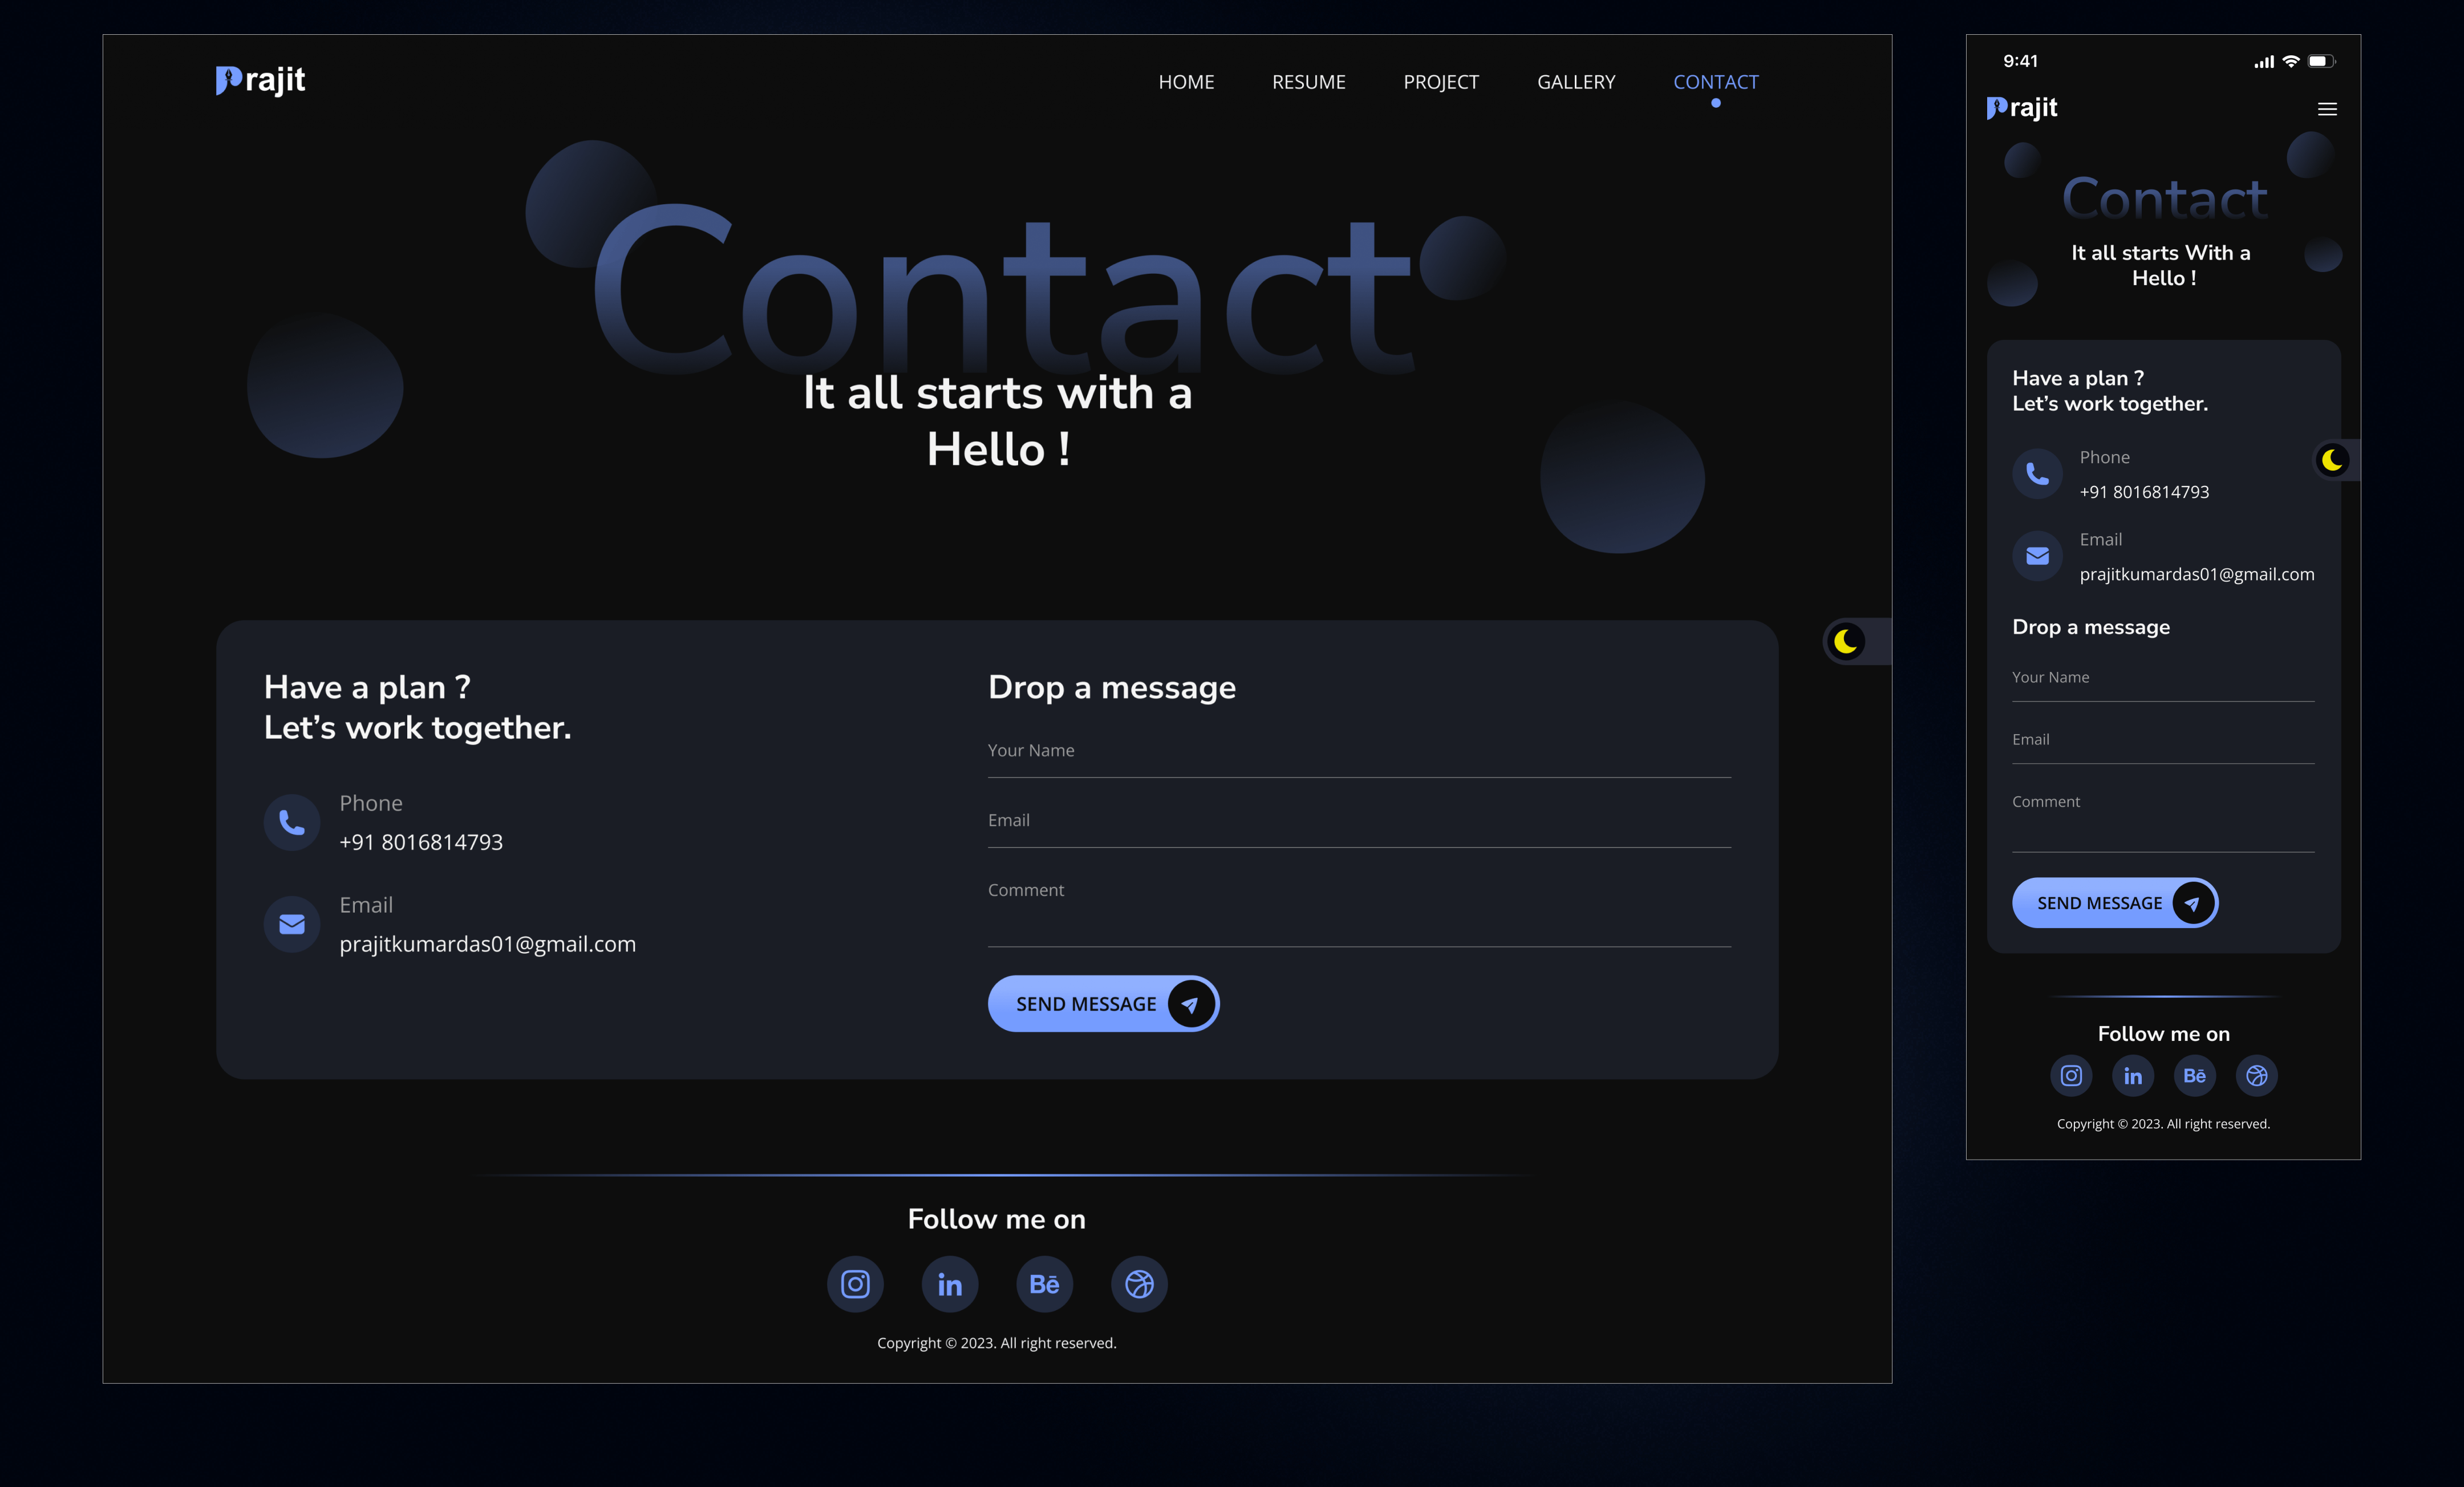 Prajit
HOME RESUME PROJECT GALLERY CONTACT
Contact
It all starts with a
Hello !
Have a plan ?
Let’s work together.
Phone
+91 8016814793
Email
prajitkumardas01@gmail.com
Drop a message
Your Name
Email
Comment
SEND MESSAGE
Follow me on
in
Bē
Copyright © 2023. All right reserved.
9:41
Prajit
Contact
It all starts With a
Hello !
Have a plan ?
Let’s work together.
Phone
+91 8016814793
Email
prajitkumardas01@gmail.com
Drop a message
Your Name
Email
Comment
SEND MESSAGE
Follow me on
in
Bē
Copyright © 2023. All right reserved.